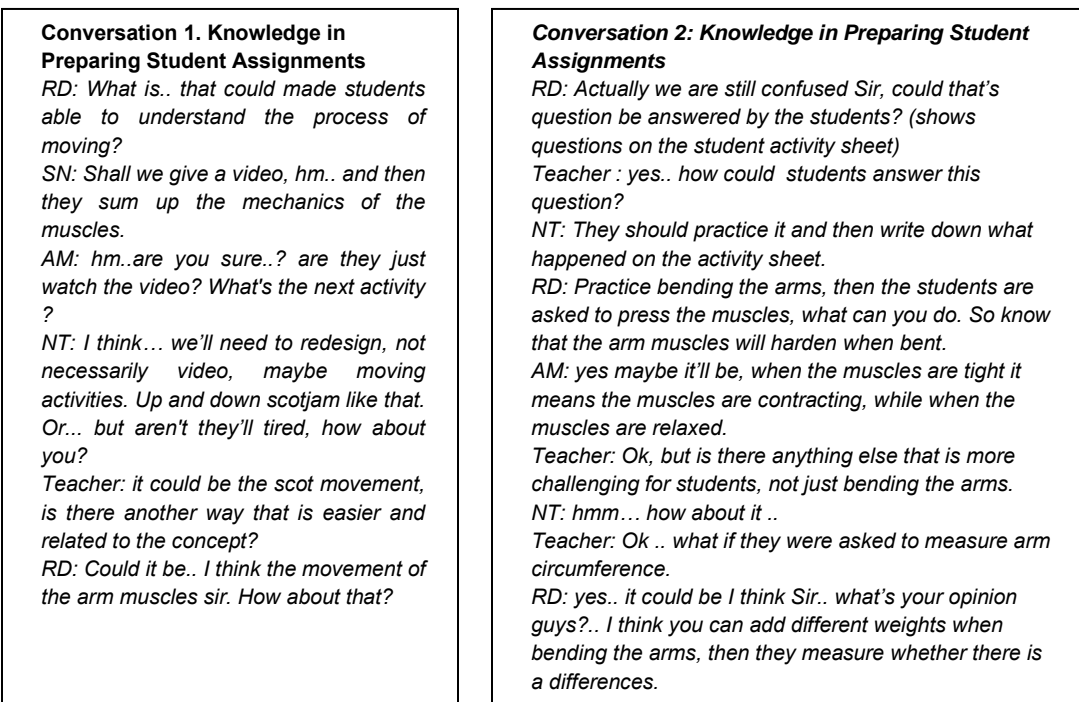 Conversation 1. Knowledge in
Preparing Student Assignments
RD: What is.. that could made students
able to understand the process of
moving?
SN: Shall we give a video, hm.. and then
they sum up the mechanics of the
muscles.
AM: hm..are you sure..? are they just
watch the video? What's the next activity
?
NT: I think… we’ll need to redesign, not
necessarily video, maybe moving
activities. Up and down scotjam like that.
Or... but aren't they’ll tired, how about
you?
Teacher: it could be the scot movement,
is there another way that is easier and
related to the concept?
RD: Could it be.. I think the movement of
the arm muscles sir. How about that?
Conversation 2: Knowledge in Preparing Student
Assignments
RD: Actually we are still confused Sir, could that’s
question be answered by the students? (shows
questions on the student activity sheet)
Teacher : yes.. how could students answer this
question?
NT: They should practice it and then write down what
happened on the activity sheet.
RD: Practice bending the arms, then the students are
asked to press the muscles, what can you do. So know
that the arm muscles will harden when bent.
AM: yes maybe it’ll be, when the muscles are tight it
means the muscles are contracting, while when the
muscles are relaxed.
Teacher: Ok, but is there anything else that is more
challenging for students, not just bending the arms.
NT: hmm… how about it ..
Teacher: Ok .. what if they were asked to measure arm
circumference.
RD: yes.. it could be I think Sir.. what’s your opinion
guys?.. I think you can add different weights when
bending the arms, then they measure whether there is
a differences.